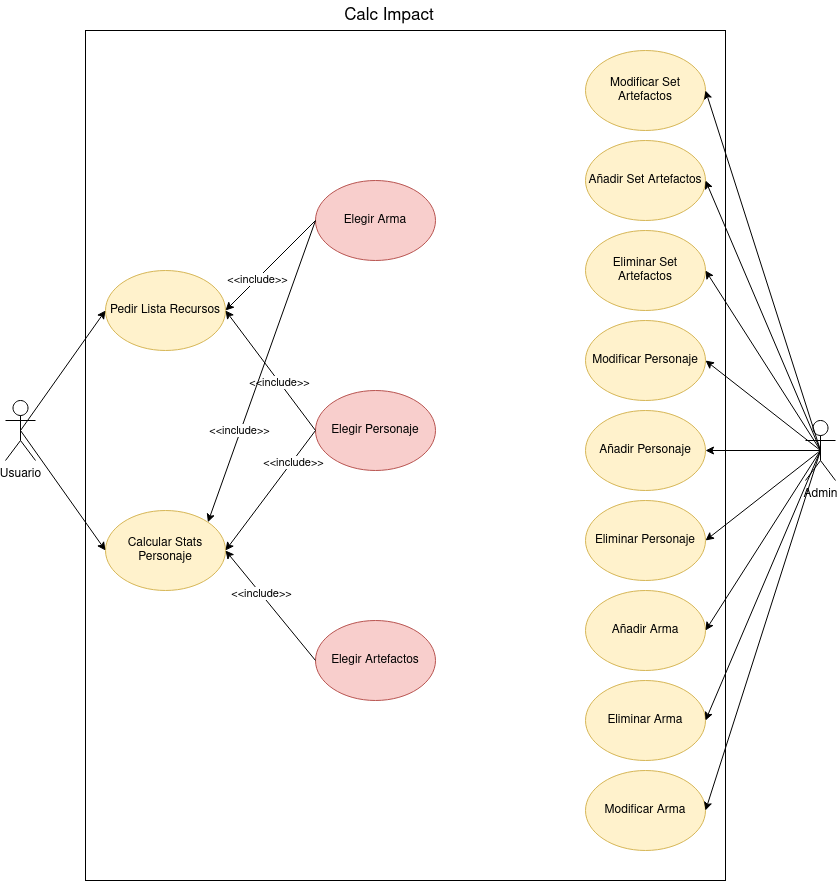 Calc Impact
Modificar Set
Artefactos
Añadir Set Artefactos
Elegir Arma
Eliminar Set
Artefactos
<<include>>
Pedir Lista Recursos
Modificar Personaje
<<include>>
<<include>>
Elegir Personaje
Añadir Personaje
<<include>>
Usuario
Admin
Calcular Stats
Personaje
Eliminar Personaje
<<include>>
Añadir Arma
Elegir Artefactos
Eliminar Arma
Modificar Arma